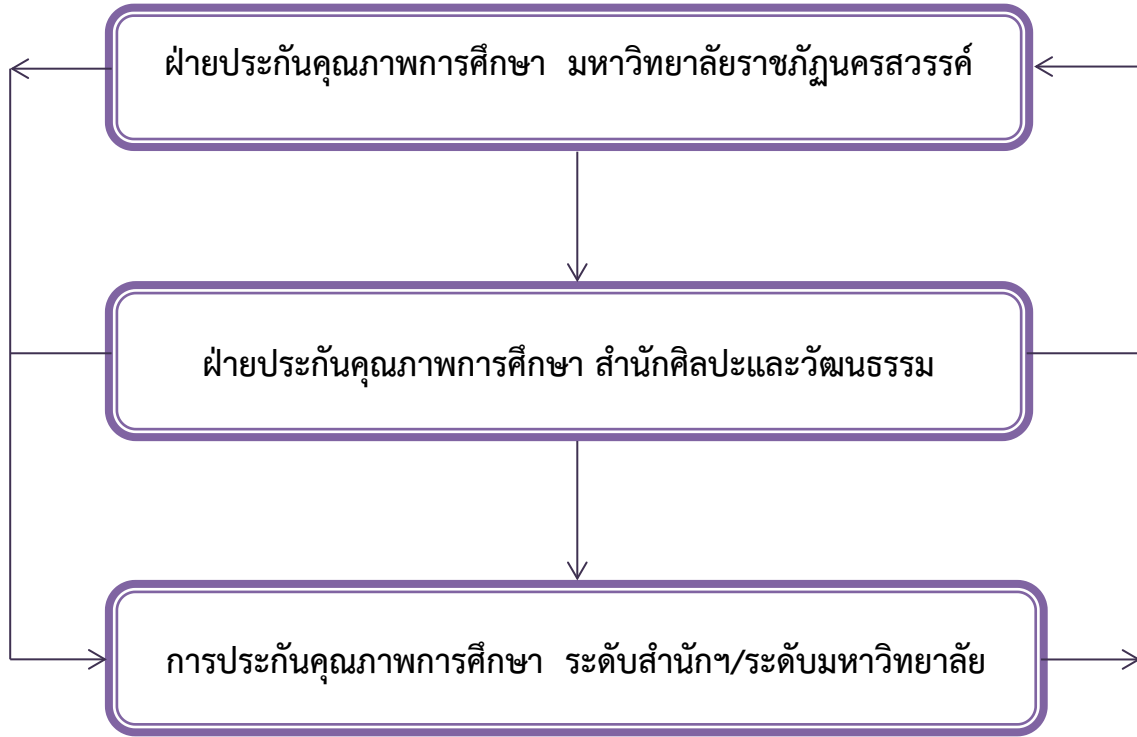 ฝ่ายประกันคุณภาพการศึกษา มหาวิทยาลัยราชภัฏนครสวรรค์
ฝ่ายประกันคุณภาพการศึกษา สำนักศิลปะและวัฒนธรรม
การประกันคุณภาพการศึกษา ระดับสำนักฯ/ระดับมหาวิทยาลัย